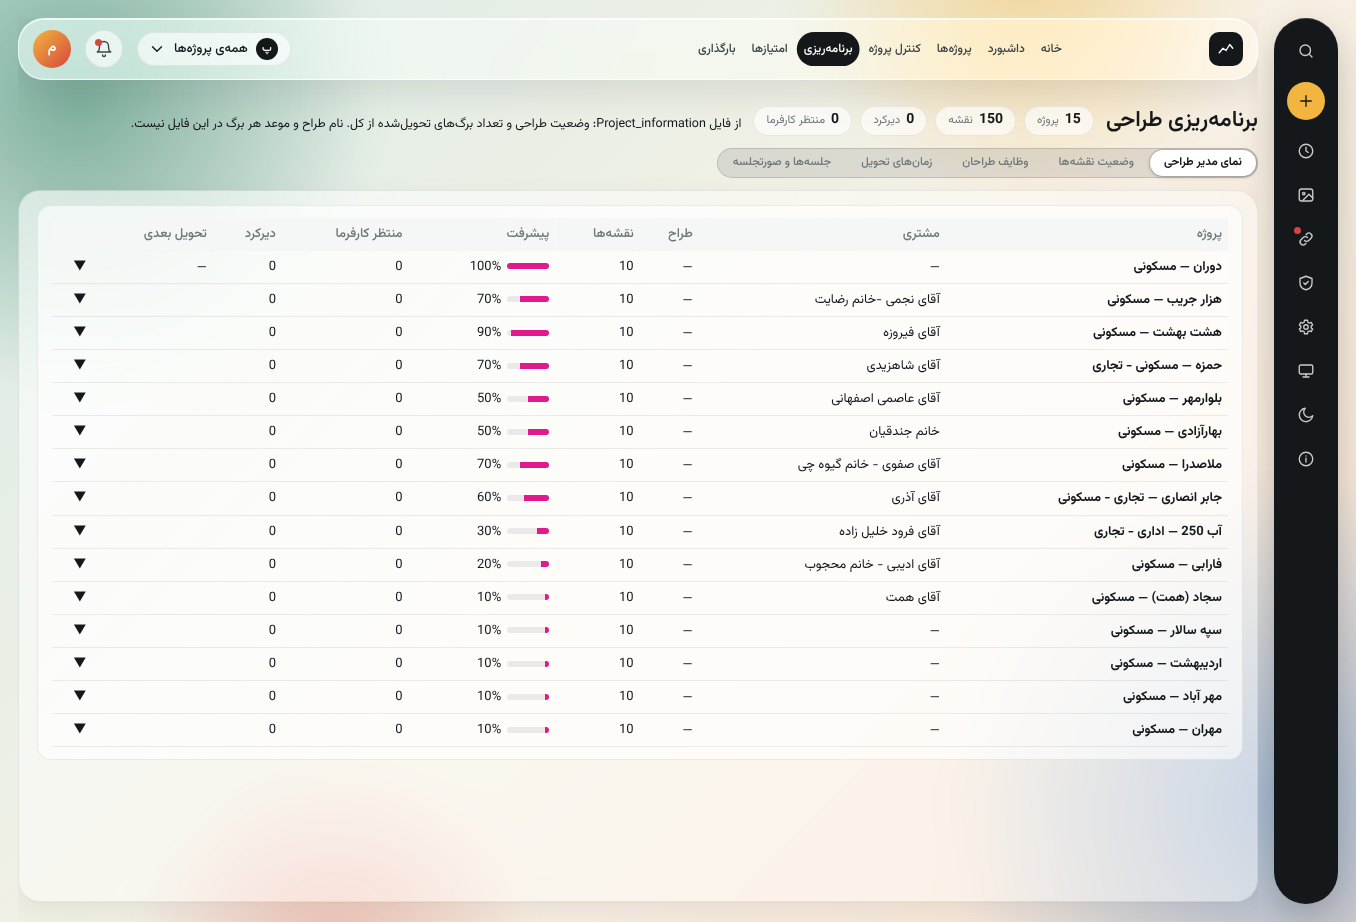 خانه داشبورد پروژه‌ها کنترل پروژه برنامه‌ریزی امتیازها بارگذاری پ همه‌ی پروژه‌ها م
برنامه‌ریزی طراحی 15 پروژه 150 نقشه 0 دیرکرد 0 منتظر کارفرما از فایل Project_information: وضعیت طراحی و تعداد برگ‌های تحویل‌شده از کل. نام طراح و موعد هر برگ در این فایل نیست.
نمای مدیر طراحی وضعیت نقشه‌ها وظایف طراحان زمان‌های تحویل جلسه‌ها و صورتجلسه
پروژه مشتری طراح نقشه‌ها پیشرفت منتظر کارفرما دیرکرد تحویل بعدی
دوران — مسکونی — — 10 100% 0 0 — ▼
هزار جریب — مسکونی آقای نجمی -خانم رضایت — 10 70% 0 0 ▼
هشت بهشت — مسکونی آقای فیروزه — 10 90% 0 0 ▼
حمزه — مسکونی - تجاری آقای شاهزیدی — 10 70% 0 0 ▼
بلوارمهر — مسکونی آقای عاصمی اصفهانی — 10 50% 0 0 ▼
بهارآزادی — مسکونی خانم جندقیان — 10 50% 0 0 ▼
ملاصدرا — مسکونی آقای صفوی - خانم گیوه چی — 10 70% 0 0 ▼
جابر انصاری — تجاری - مسکونی آقای آذری — 10 60% 0 0 ▼
آب 250 — اداری - تجاری آقای فرود خلیل زاده — 10 30% 0 0 ▼
فارابی — مسکونی آقای ادیبی - خانم محجوب — 10 20% 0 0 ▼
سجاد (همت) — مسکونی آقای همت — 10 10% 0 0 ▼
سپه سالار — مسکونی — — 10 10% 0 0 ▼
اردیبهشت — مسکونی — — 10 10% 0 0 ▼
مهر آباد — مسکونی — — 10 10% 0 0 ▼
مهران — مسکونی — — 10 10% 0 0 ▼